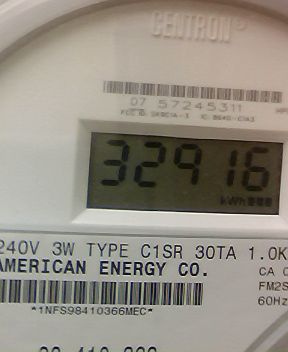 CENTRON®
07 57245311
32916
kWh
240V 3W TYPE C1SR 30TA 1.0K
AMERICAN ENERGY CO.
CA 0
FM2S
60Hz
*1NFS98410366MEC*